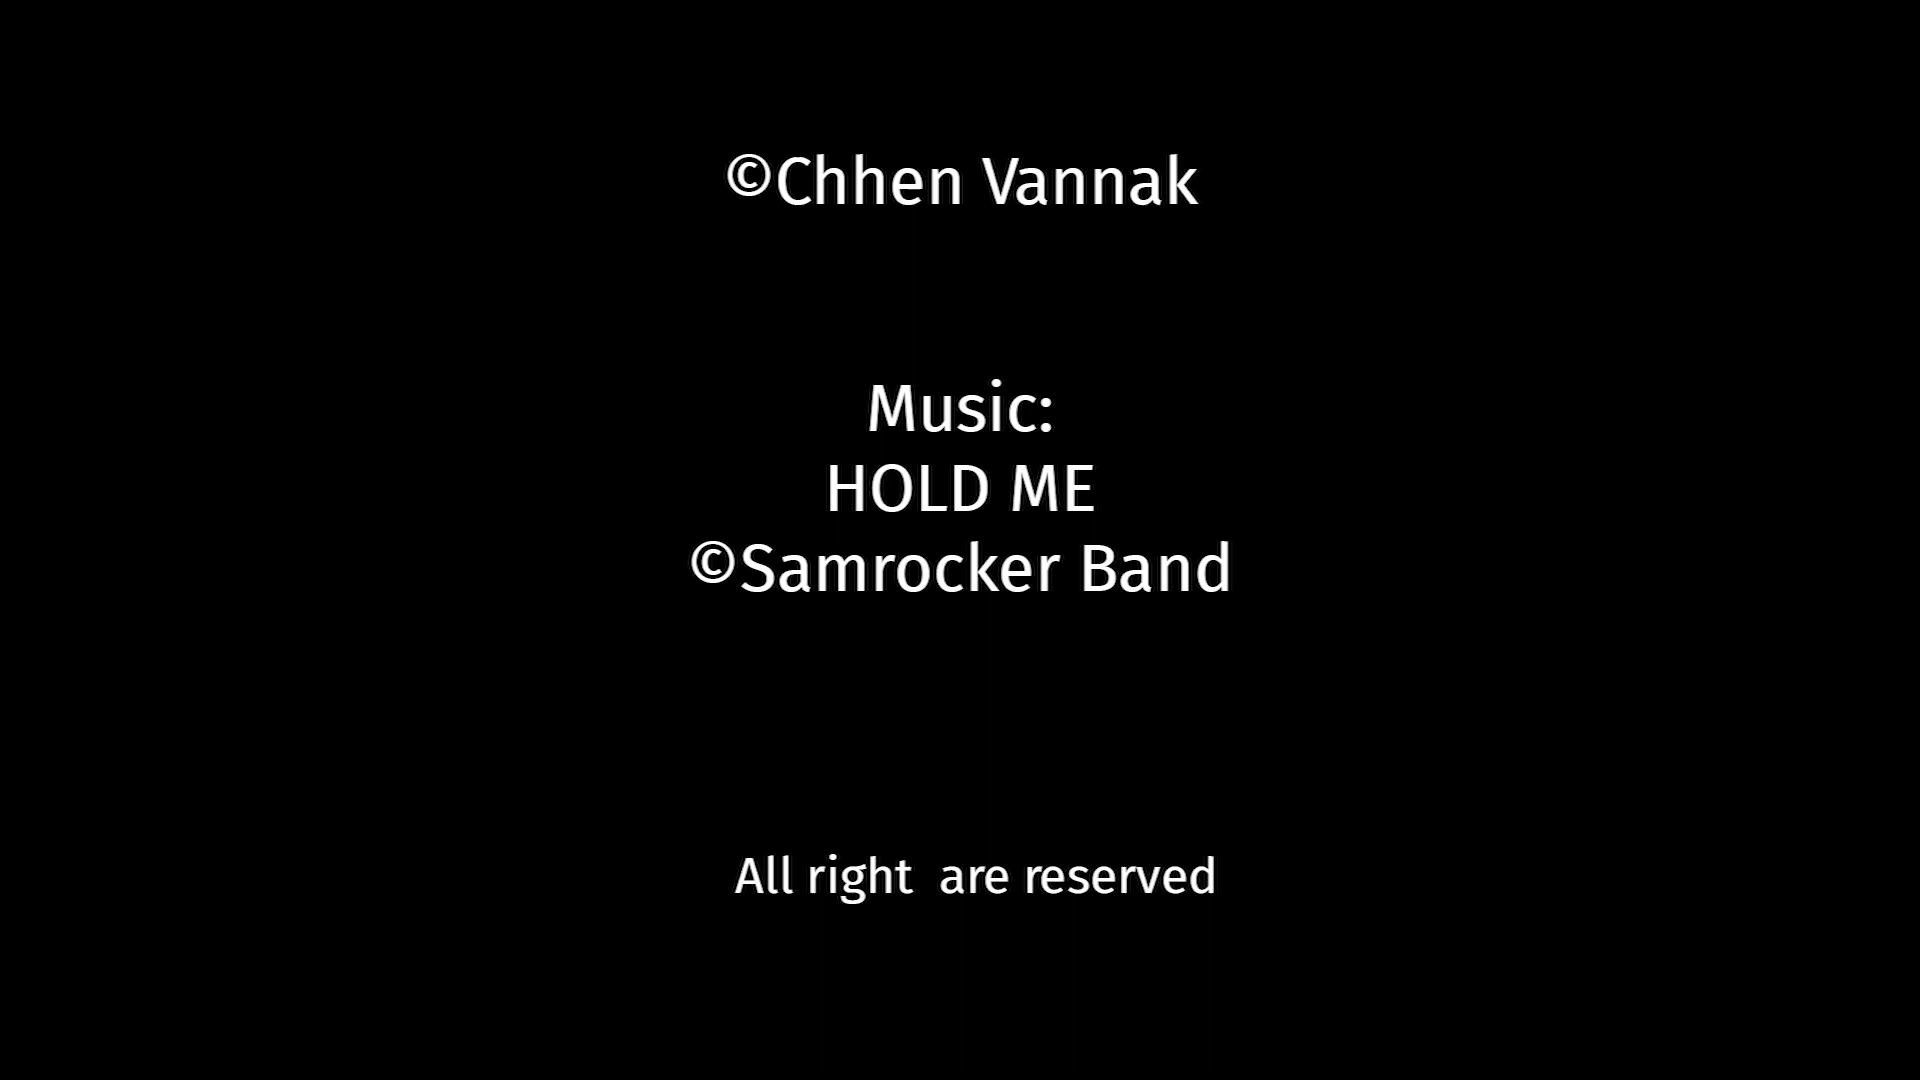 ©Chhen Vannak
Music:
HOLD ME
©Samrocker Band
All right  are reserved